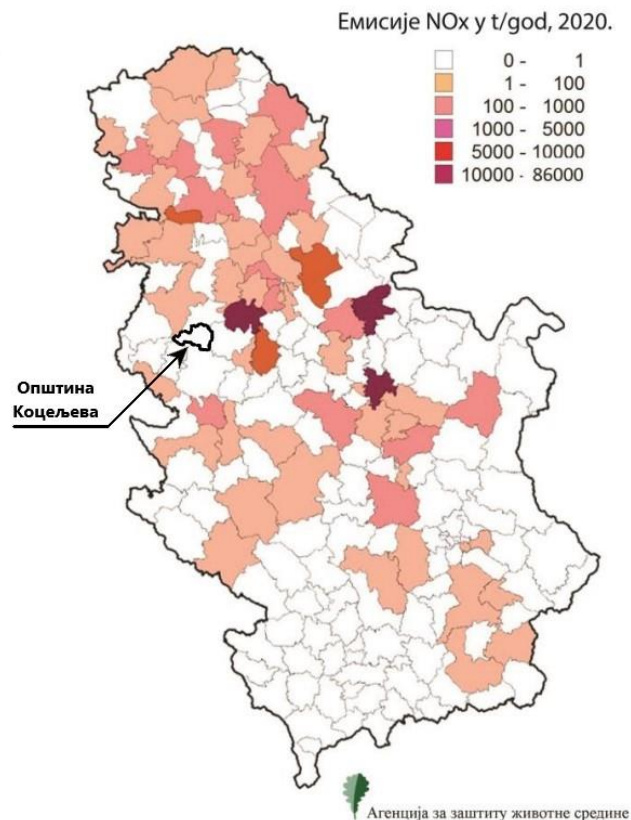 Емисије NOx у t/god, 2020.
0 - 1
1 - 100
100 - 1000
1000 - 5000
5000 - 10000
10000 - 86000
Општина
Коцељева
Агенција за заштиту животне средине